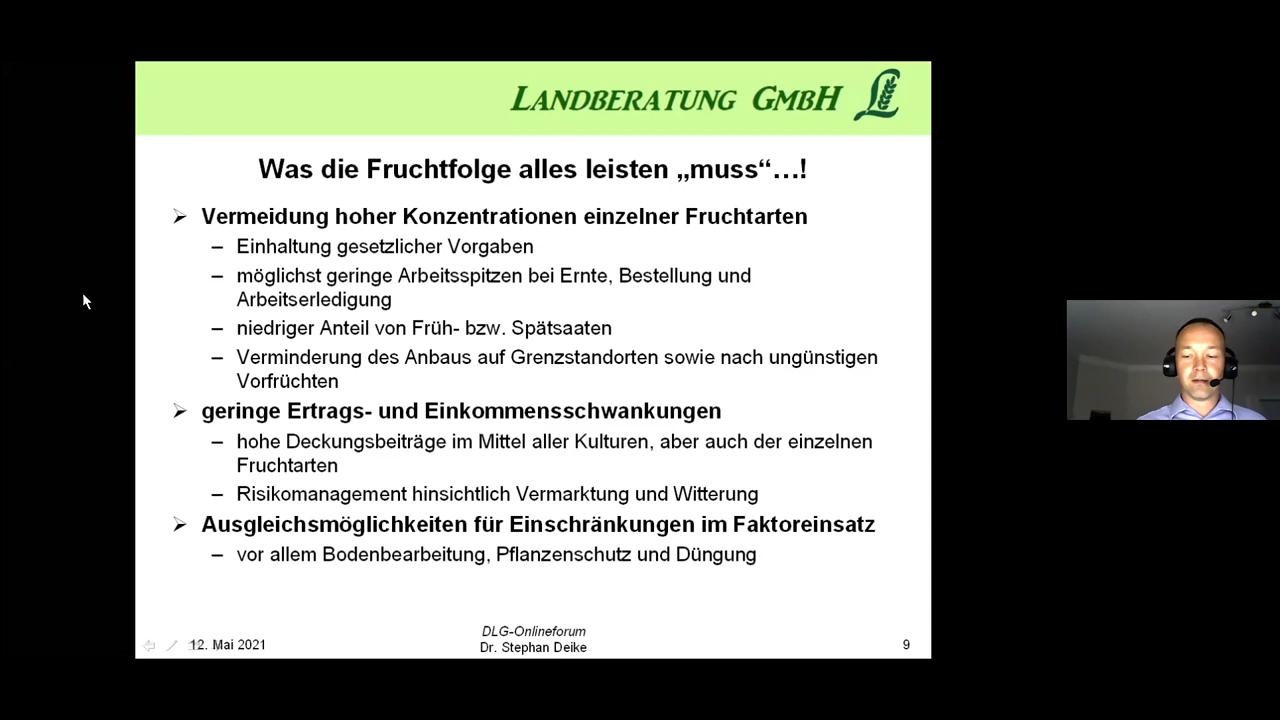 LANDBERATUNG GMBH
Was die Fruchtfolge alles leisten „muss“…!
➢ Vermeidung hoher Konzentrationen einzelner Fruchtarten
– Einhaltung gesetzlicher Vorgaben
– möglichst geringe Arbeitsspitzen bei Ernte, Bestellung und
Arbeitserledigung
– niedriger Anteil von Früh- bzw. Spätsaaten
– Verminderung des Anbaus auf Grenzstandorten sowie nach ungünstigen
Vorfrüchten
➢ geringe Ertrags- und Einkommensschwankungen
– hohe Deckungsbeiträge im Mittel aller Kulturen, aber auch der einzelnen
Fruchtarten
– Risikomanagement hinsichtlich Vermarktung und Witterung
➢ Ausgleichsmöglichkeiten für Einschränkungen im Faktoreinsatz
– vor allem Bodenbearbeitung, Pflanzenschutz und Düngung
12. Mai 2021
DLG-Onlineforum
Dr. Stephan Deike
9